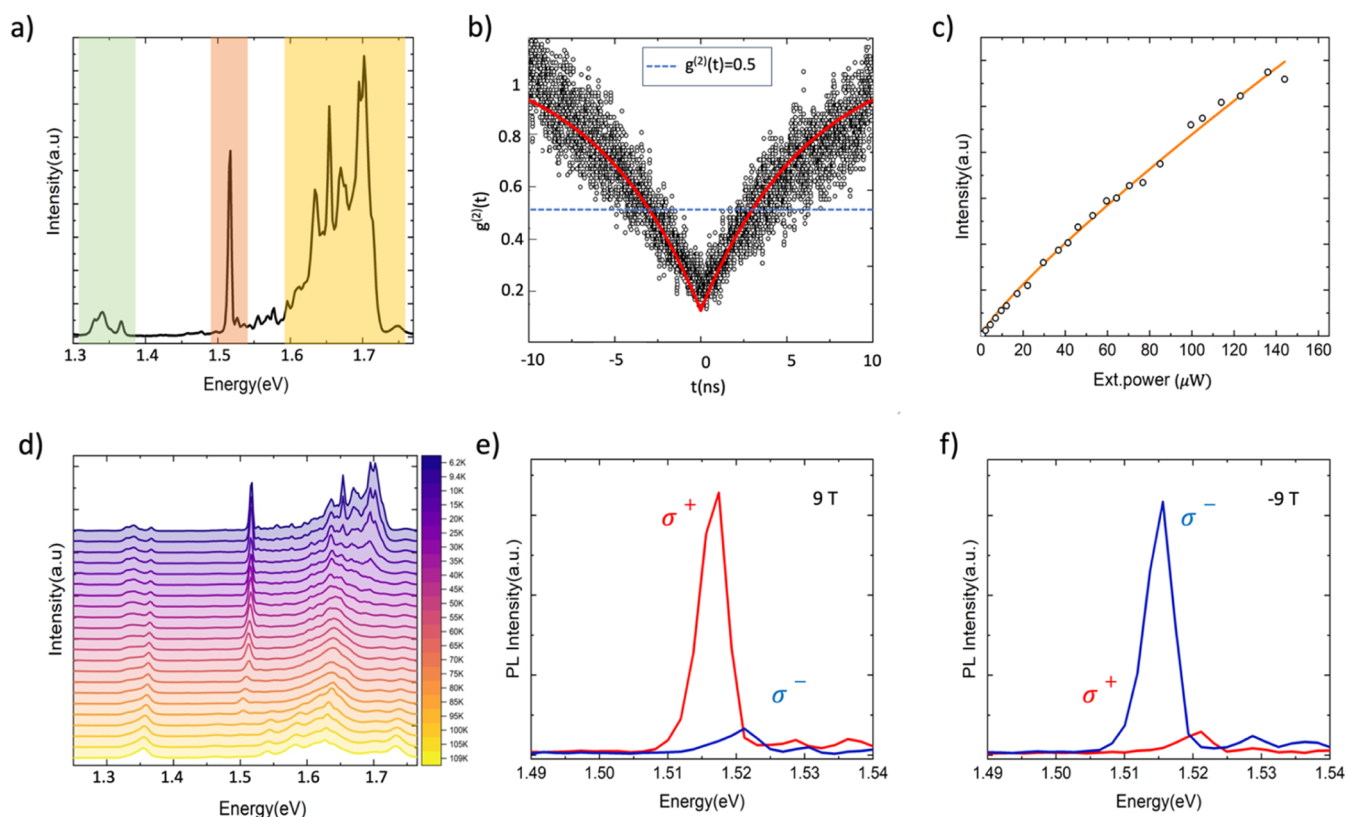 a)
Intensity(a.u)
1.3 1.4 1.5 1.6 1.7
Energy(eV)
b)
g⁽²⁾(t)=0.5
g⁽²⁾(t)
1
0.8
0.6
0.4
0.2
-10 -5 0 5 10
t(ns)
c)
Intensity(a.u)
0 20 40 60 80 100 120 140 160
Ext.power (μW)
d)
Intensity(a.u)
1.3 1.4 1.5 1.6 1.7
Energy(eV)
6.2K
9.4K
10K
15K
20K
25K
30K
35K
40K
45K
50K
55K
60K
65K
70K
75K
80K
85K
90K
95K
100K
105K
109K
e)
9 T
σ⁺
σ⁻
PL Intensity(a.u.)
1.49 1.50 1.51 1.52 1.53 1.54
Energy(eV)
f)
-9 T
σ⁻
σ⁺
PL Intensity(a.u.)
1.49 1.50 1.51 1.52 1.53 1.54
Energy(eV)